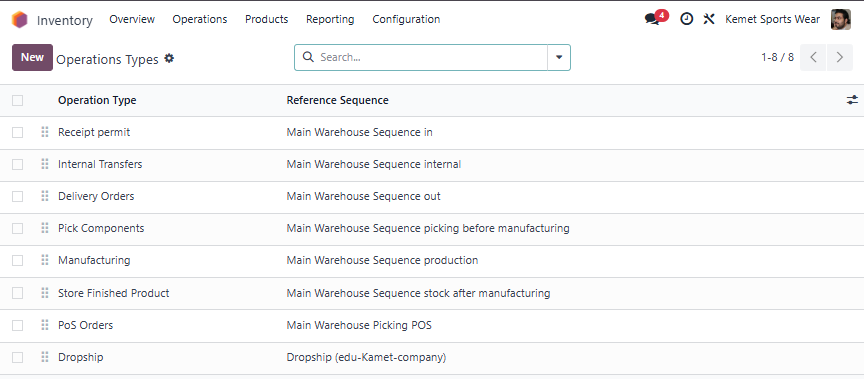 Inventory Overview Operations Products Reporting Configuration 4 Kemet Sports Wear
New Operations Types Search... 1-8 / 8
Operation Type Reference Sequence
Receipt permit Main Warehouse Sequence in
Internal Transfers Main Warehouse Sequence internal
Delivery Orders Main Warehouse Sequence out
Pick Components Main Warehouse Sequence picking before manufacturing
Manufacturing Main Warehouse Sequence production
Store Finished Product Main Warehouse Sequence stock after manufacturing
PoS Orders Main Warehouse Picking POS
Dropship Dropship (edu-Kamet-company)